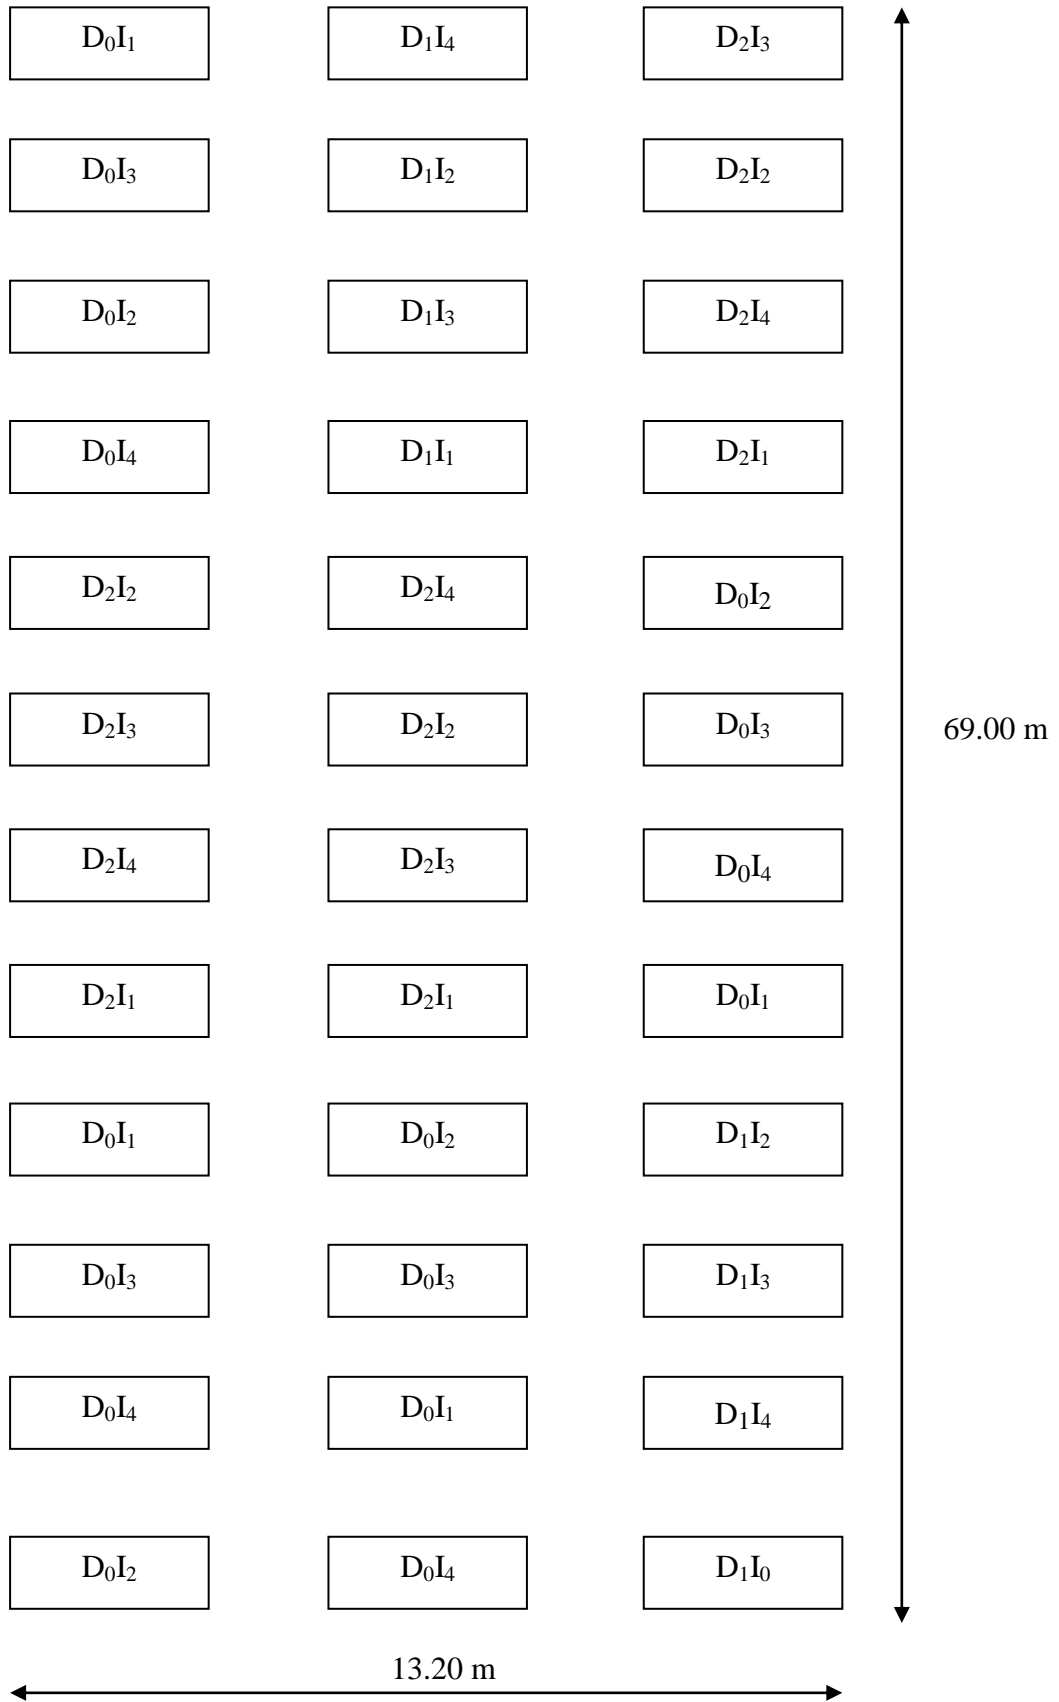 D₀I₁ D₁I₄ D₂I₃
D₀I₃ D₁I₂ D₂I₂
D₀I₂ D₁I₃ D₂I₄
D₀I₄ D₁I₁ D₂I₁
D₂I₂ D₂I₄ D₀I₂
D₂I₃ D₂I₂ D₀I₃
69.00 m
D₂I₄ D₂I₃ D₀I₄
D₂I₁ D₂I₁ D₀I₁
D₀I₁ D₀I₂ D₁I₂
D₀I₃ D₀I₃ D₁I₃
D₀I₄ D₀I₁ D₁I₄
D₀I₂ D₀I₄ D₁I₀
13.20 m